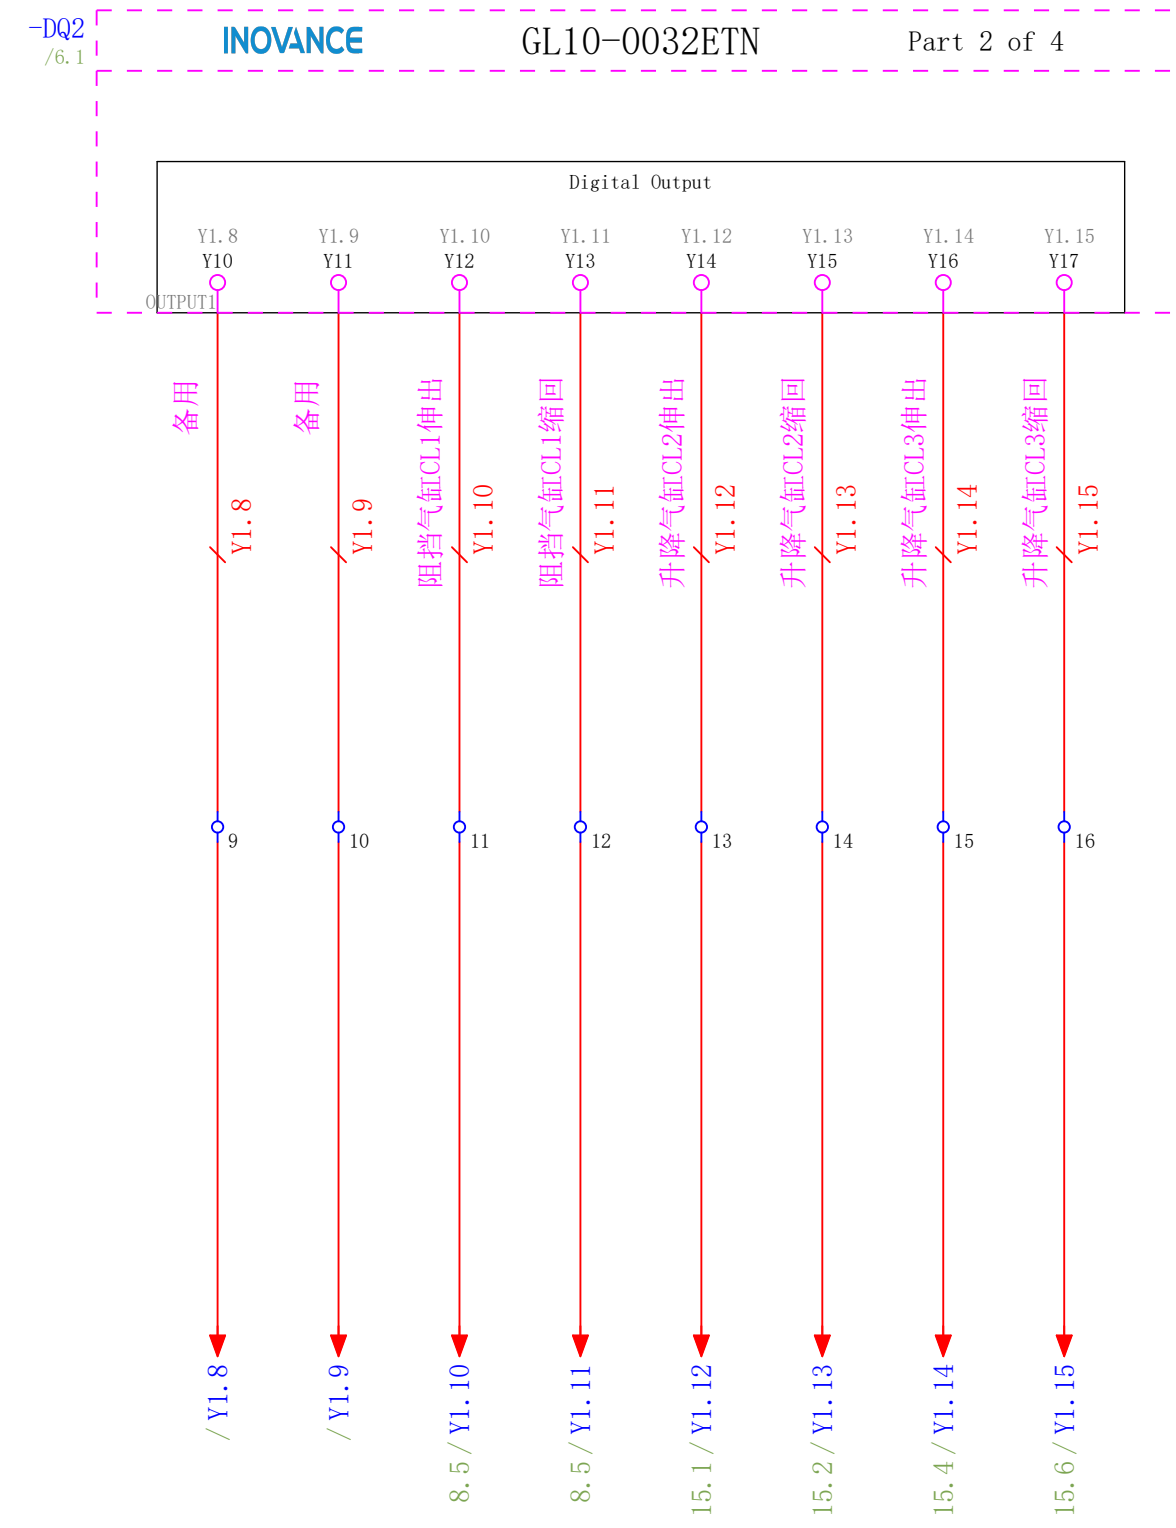 -DQ2
/6.1
INOVANCE
GL10-0032ETN
Part 2 of 4
Digital Output
Y1.8 Y1.9 Y1.10 Y1.11 Y1.12 Y1.13 Y1.14 Y1.15
Y10 Y11 Y12 Y13 Y14 Y15 Y16 Y17
OUTPUT1
备用
Y1.8
备用
Y1.9
阻挡气缸CL1伸出
Y1.10
阻挡气缸CL1缩回
Y1.11
升降气缸CL2伸出
Y1.12
升降气缸CL2缩回
Y1.13
升降气缸CL3伸出
Y1.14
升降气缸CL3缩回
Y1.15
9 10 11 12 13 14 15 16
/ Y1.8
/ Y1.9
8.5 / Y1.10
8.5 / Y1.11
15.1 / Y1.12
15.2 / Y1.13
15.4 / Y1.14
15.6 / Y1.15